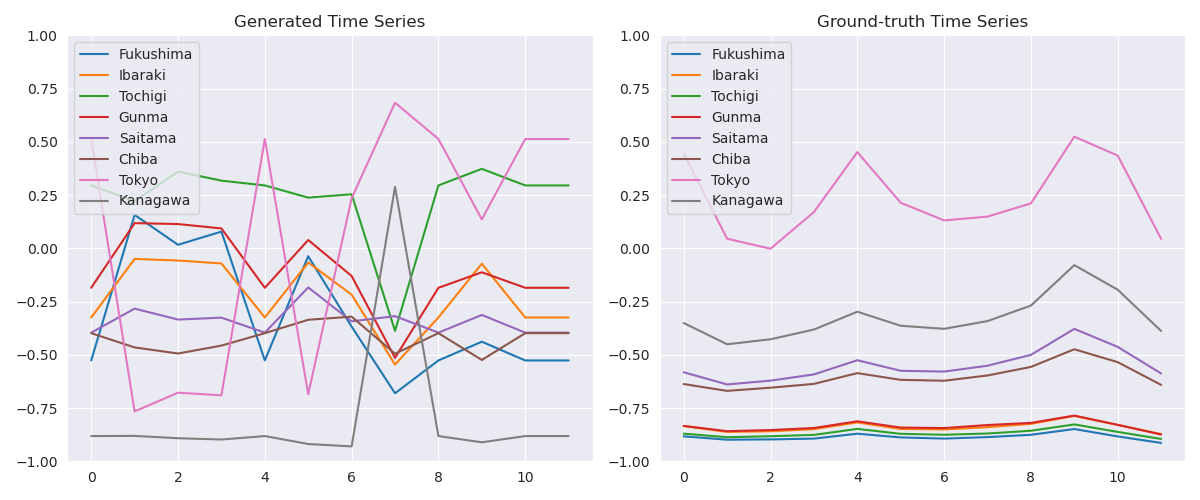 Generated Time Series
1.00
0.75
0.50
0.25
0.00
−0.25
−0.50
−0.75
−1.00
0 2 4 6 8 10
Fukushima
Ibaraki
Tochigi
Gunma
Saitama
Chiba
Tokyo
Kanagawa
Ground-truth Time Series
1.00
0.75
0.50
0.25
0.00
−0.25
−0.50
−0.75
−1.00
0 2 4 6 8 10
Fukushima
Ibaraki
Tochigi
Gunma
Saitama
Chiba
Tokyo
Kanagawa